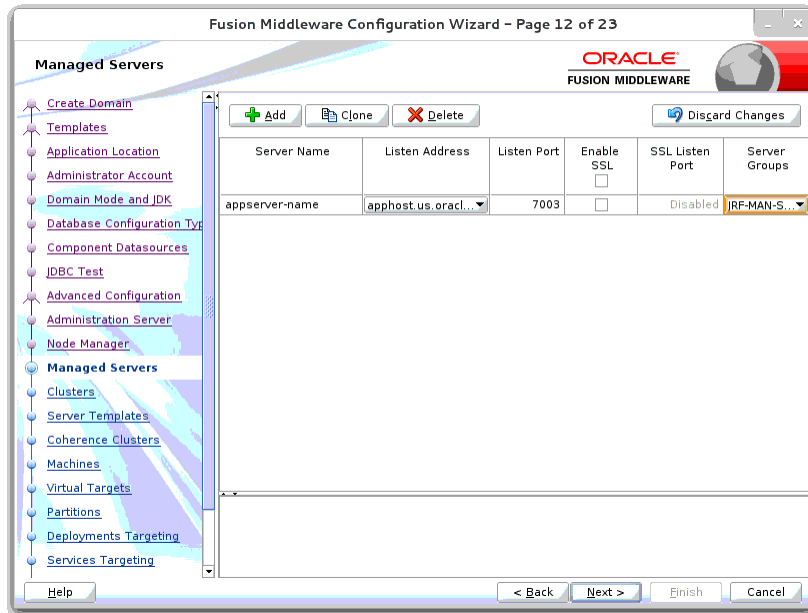 Fusion Middleware Configuration Wizard – Page 12 of 23
Managed Servers
ORACLE
FUSION MIDDLEWARE
Create Domain
Templates
Application Location
Administrator Account
Domain Mode and JDK
Database Configuration Typ
Component Datasources
JDBC Test
Advanced Configuration
Administration Server
Node Manager
Managed Servers
Clusters
Server Templates
Coherence Clusters
Machines
Virtual Targets
Partitions
Deployments Targeting
Services Targeting
Add
Clone
Delete
Discard Changes
Server Name
Listen Address
Listen Port
Enable
SSL
SSL Listen
Port
Server
Groups
appserver-name
apphost.us.oracl...
7003
Disabled
JRF-MAN-S...
Help
< Back
Next >
Finish
Cancel